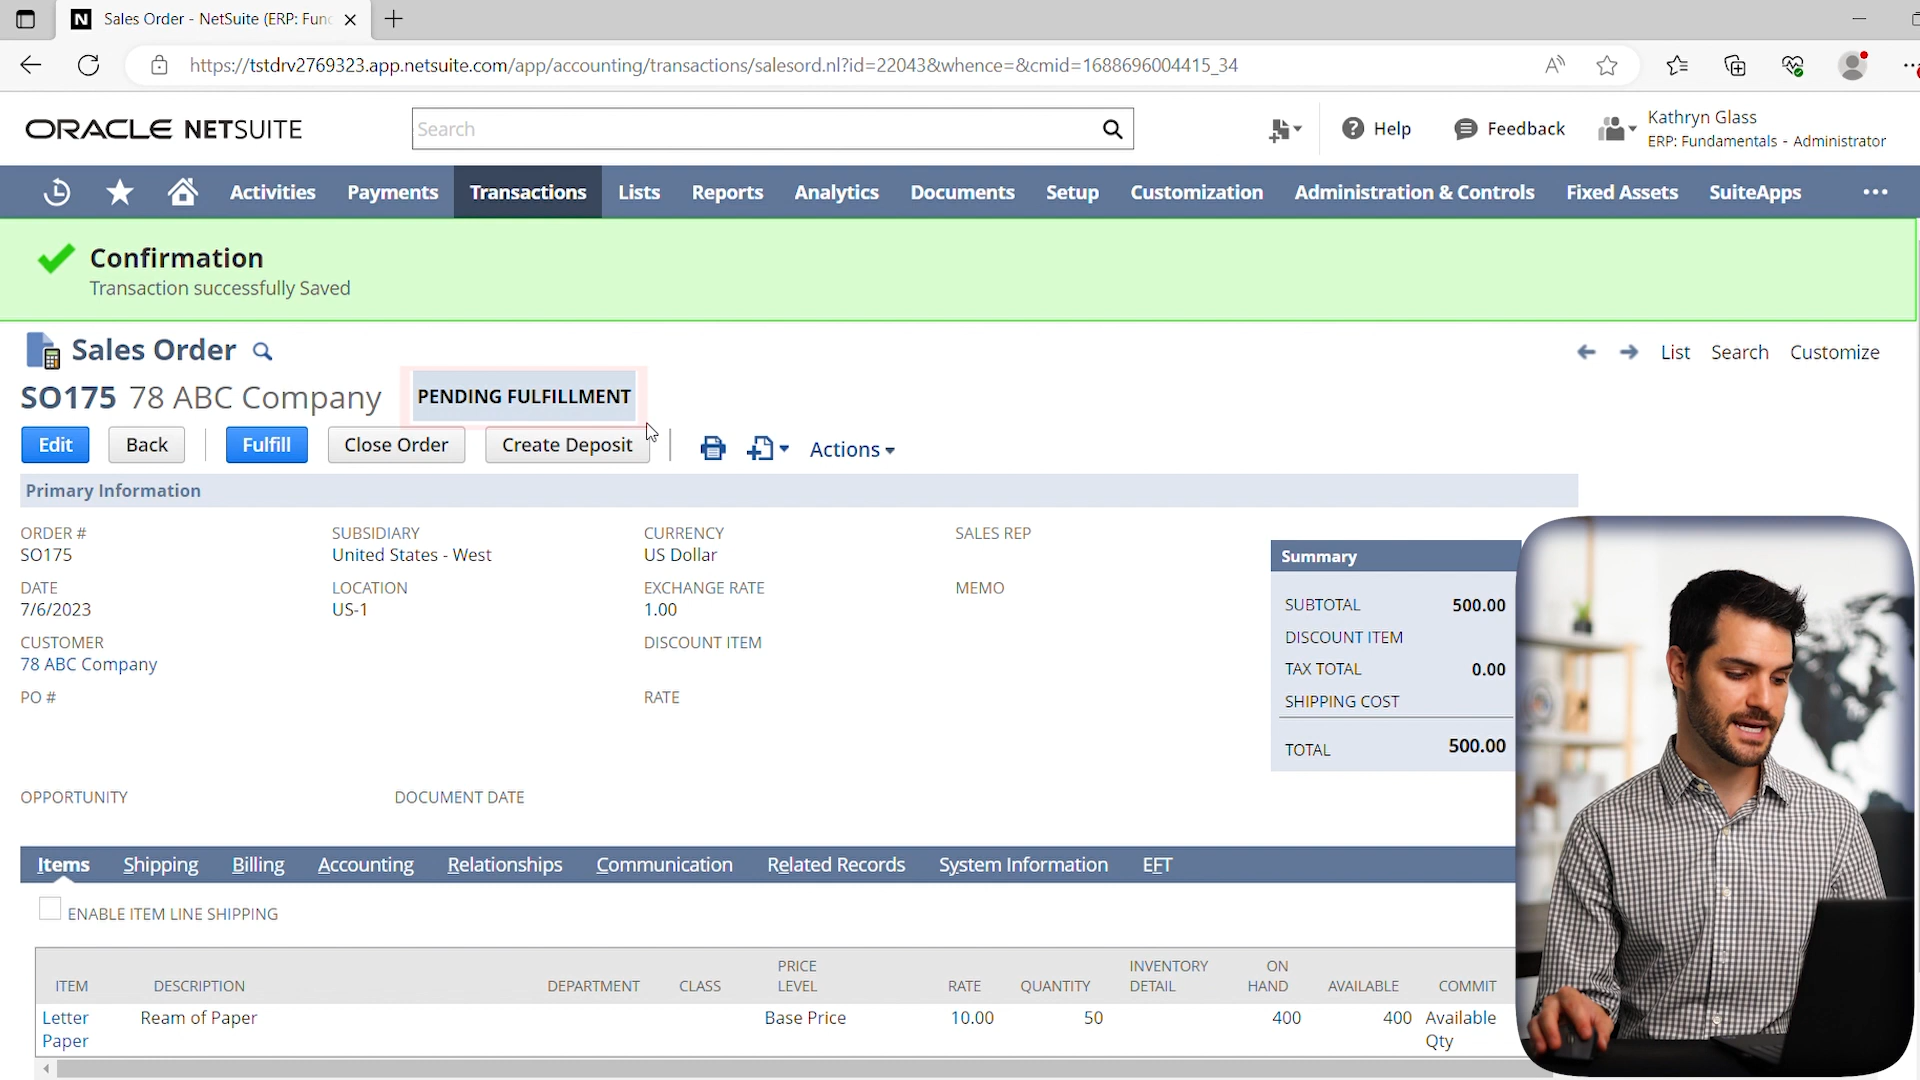 Sales Order - NetSuite (ERP: Fun
https://tstdrv2769323.app.netsuite.com/app/accounting/transactions/salesord.nl?id=22043&whence=&cmid=1688696004415_34
ORACLE NETSUITE
Search
Help
Feedback
Kathryn Glass
ERP: Fundamentals - Administrator
Activities Payments Transactions Lists Reports Analytics Documents Setup Customization Administration & Controls Fixed Assets SuiteApps
Confirmation
Transaction successfully Saved
Sales Order
List Search Customize
SO175 78 ABC Company PENDING FULFILLMENT
Edit Back Fulfill Close Order Create Deposit Actions
Primary Information
ORDER #
SO175
DATE
7/6/2023
CUSTOMER
78 ABC Company
PO #
SUBSIDIARY
United States - West
LOCATION
US-1
CURRENCY
US Dollar
EXCHANGE RATE
1.00
DISCOUNT ITEM
RATE
SALES REP
MEMO
Summary
SUBTOTAL 500.00
DISCOUNT ITEM
TAX TOTAL 0.00
SHIPPING COST
TOTAL 500.00
OPPORTUNITY
DOCUMENT DATE
Items Shipping Billing Accounting Relationships Communication Related Records System Information EFT
ENABLE ITEM LINE SHIPPING
ITEM DESCRIPTION DEPARTMENT CLASS PRICE LEVEL RATE QUANTITY INVENTORY DETAIL ON HAND AVAILABLE COMMIT
Letter Paper Ream of Paper Base Price 10.00 50 400 400 Available Qty